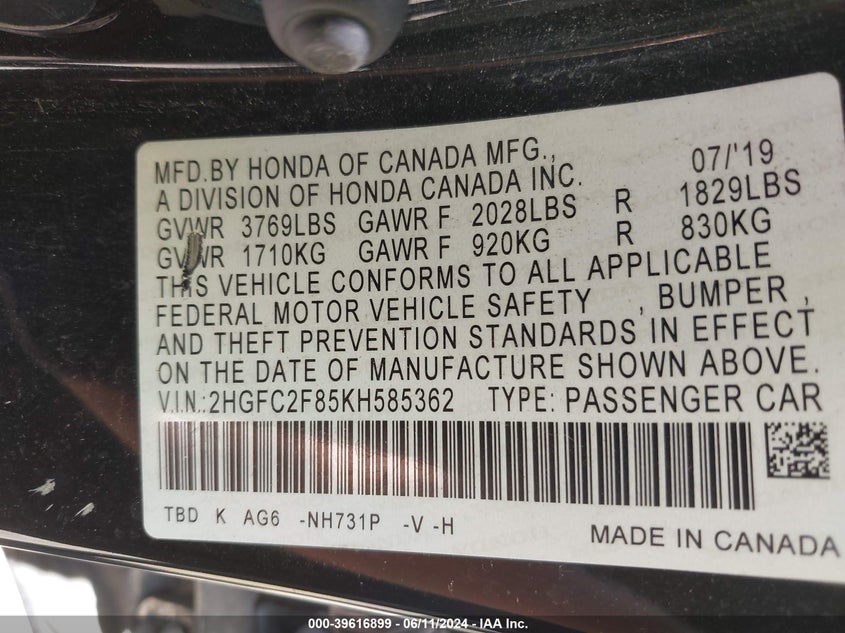 MFD.BY HONDA OF CANADA MFG., 07/'19
A DIVISION OF HONDA CANADA INC.
GVWR 3769LBS GAWR F 2028LBS R 1829LBS
GVWR 1710KG GAWR F 920KG R 830KG
THIS VEHICLE CONFORMS TO ALL APPLICABLE
FEDERAL MOTOR VEHICLE SAFETY , BUMPER ,
AND THEFT PREVENTION STANDARDS IN EFFECT
ON THE DATE OF MANUFACTURE SHOWN ABOVE.
V.I.N.:2HGFC2F85KH585362 TYPE: PASSENGER CAR
TBD K AG6 -NH731P -V -H
MADE IN CANADA
000-39616899 - 06/11/2024 - IAA Inc.